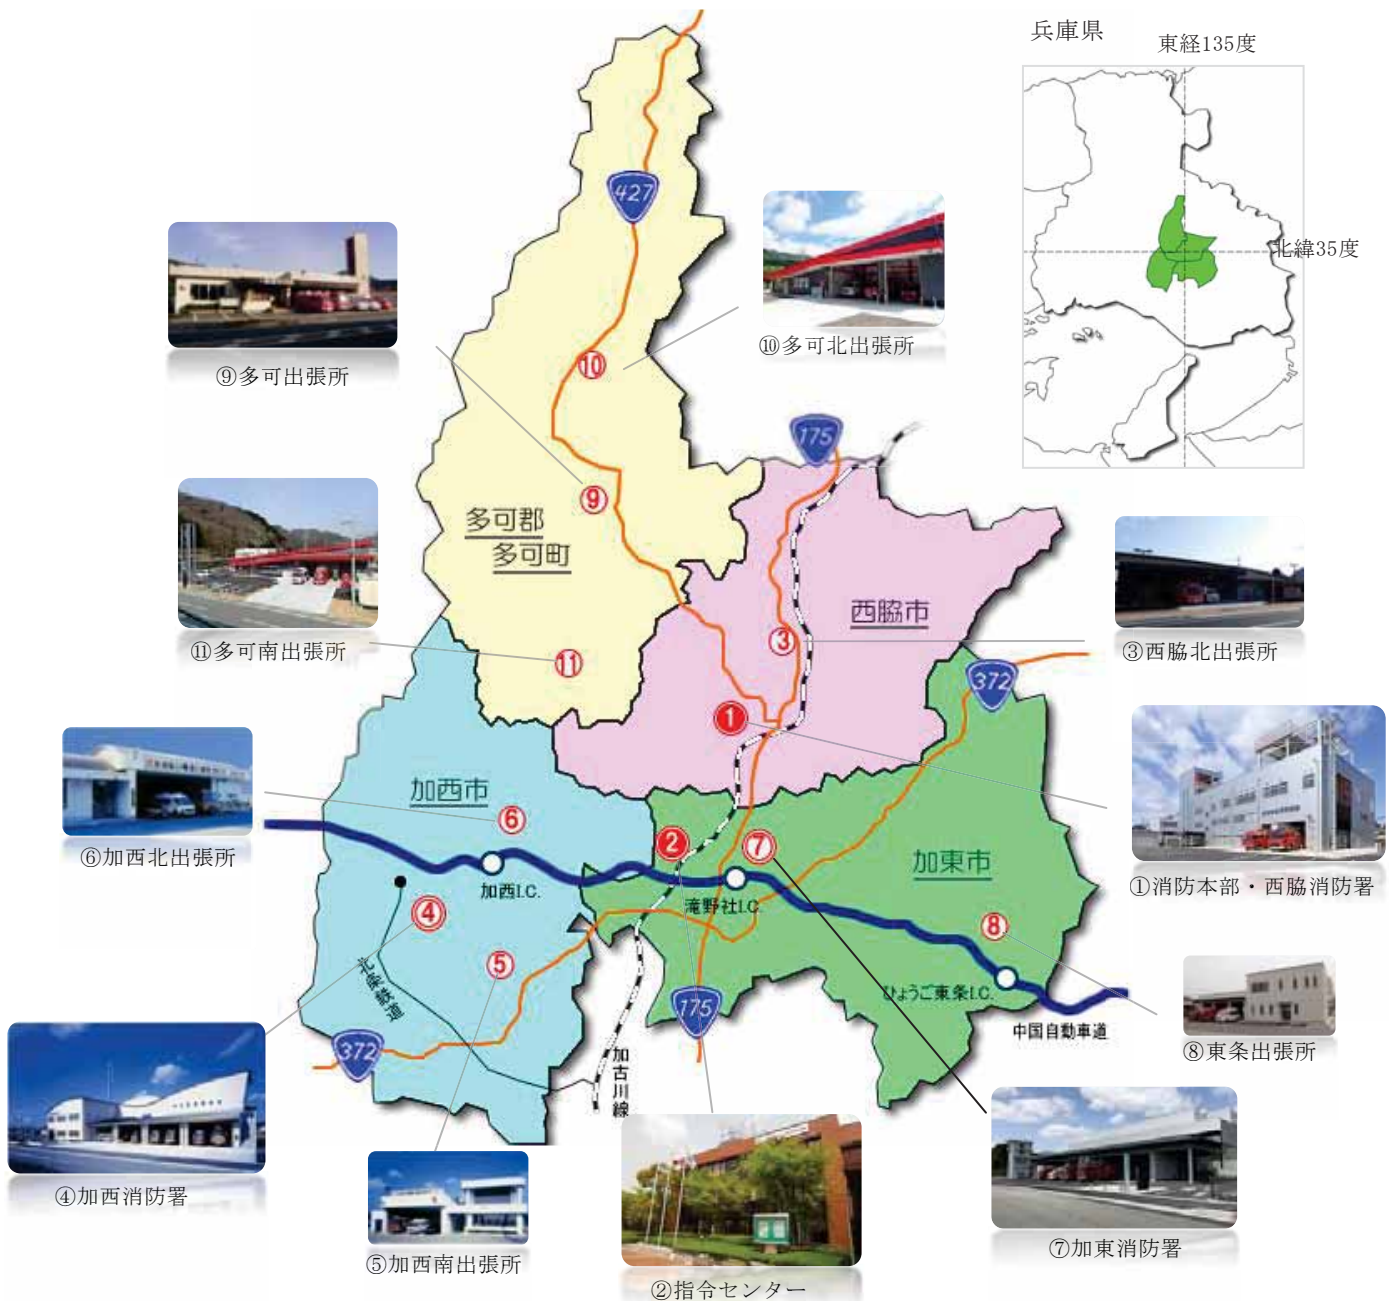 兵庫県
東経135度
北緯35度
427
⑨多可出張所
⑩多可北出張所
⑩
175
⑨
多可郡
多可町
西脇市
③
③西脇北出張所
⑪多可南出張所
⑪
372
①
①消防本部・西脇消防署
加西市
⑥
⑥加西北出張所
②
⑦
加東市
加西I.C.
滝野社I.C.
④
⑧
⑤
北条鉄道
ひょうご東条I.C.
175
中国自動車道
⑧東条出張所
372
加古川線
④加西消防署
⑤加西南出張所
⑦加東消防署
②指令センター